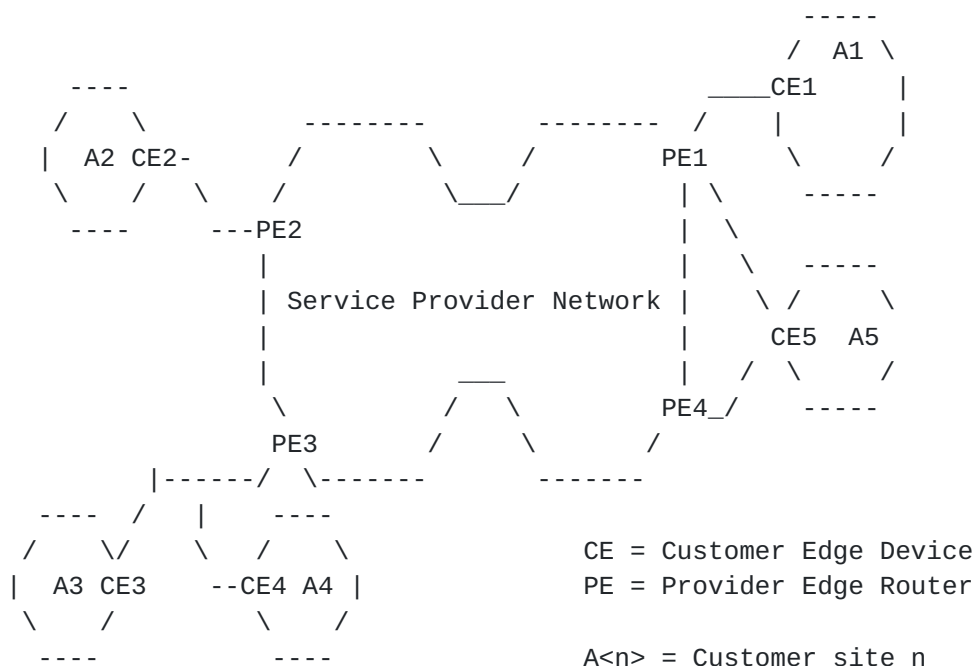 A1
CE1
A2 CE2
PE1
PE2
Service Provider Network
CE5 A5
PE4
PE3
CE = Customer Edge Device
A3 CE3 CE4 A4 PE = Provider Edge Router
A<n> = Customer site n